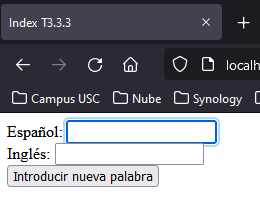 Index T3.3.3
localh
Campus USC Nube Synology
Español:
Inglés:
Introducir nueva palabra